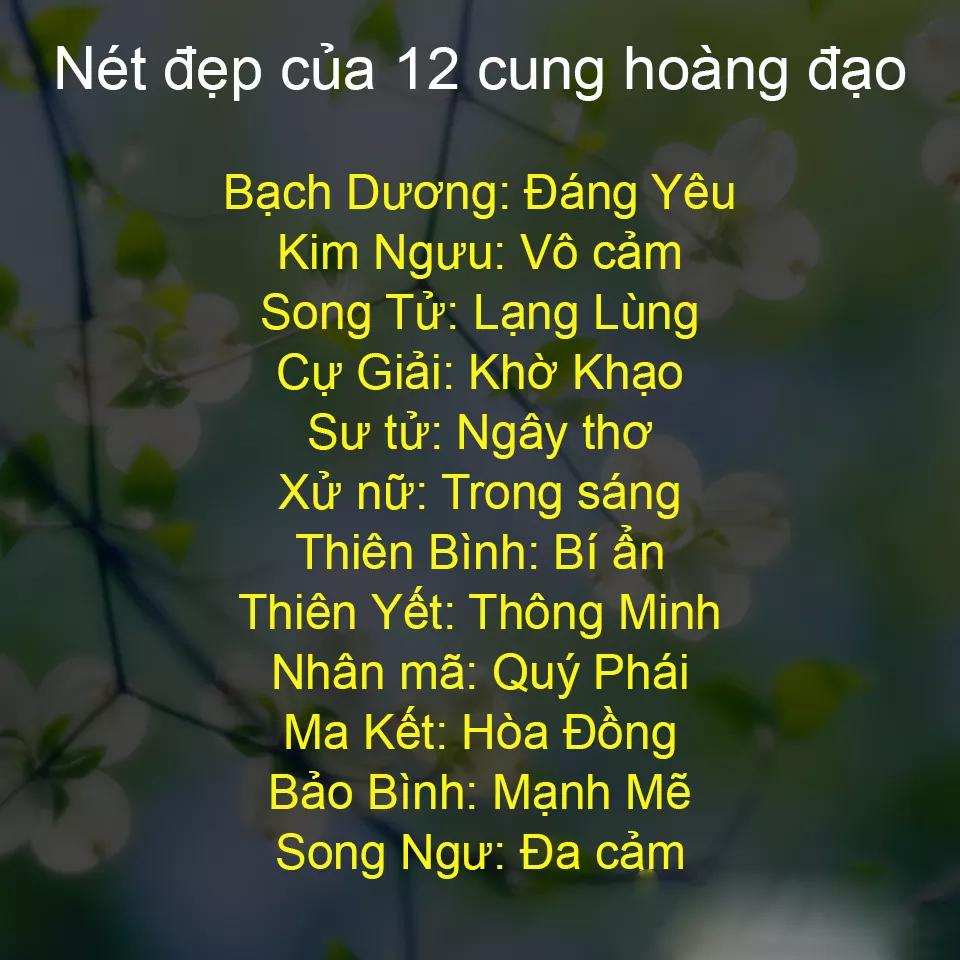 Nét đẹp của 12 cung hoàng đạo
Bạch Dương: Đáng Yêu
Kim Ngưu: Vô cảm
Song Tử: Lạng Lùng
Cự Giải: Khờ Khạo
Sư tử: Ngây thơ
Xử nữ: Trong sáng
Thiên Bình: Bí ẩn
Thiên Yết: Thông Minh
Nhân mã: Quý Phái
Ma Kết: Hòa Đồng
Bảo Bình: Mạnh Mẽ
Song Ngư: Đa cảm